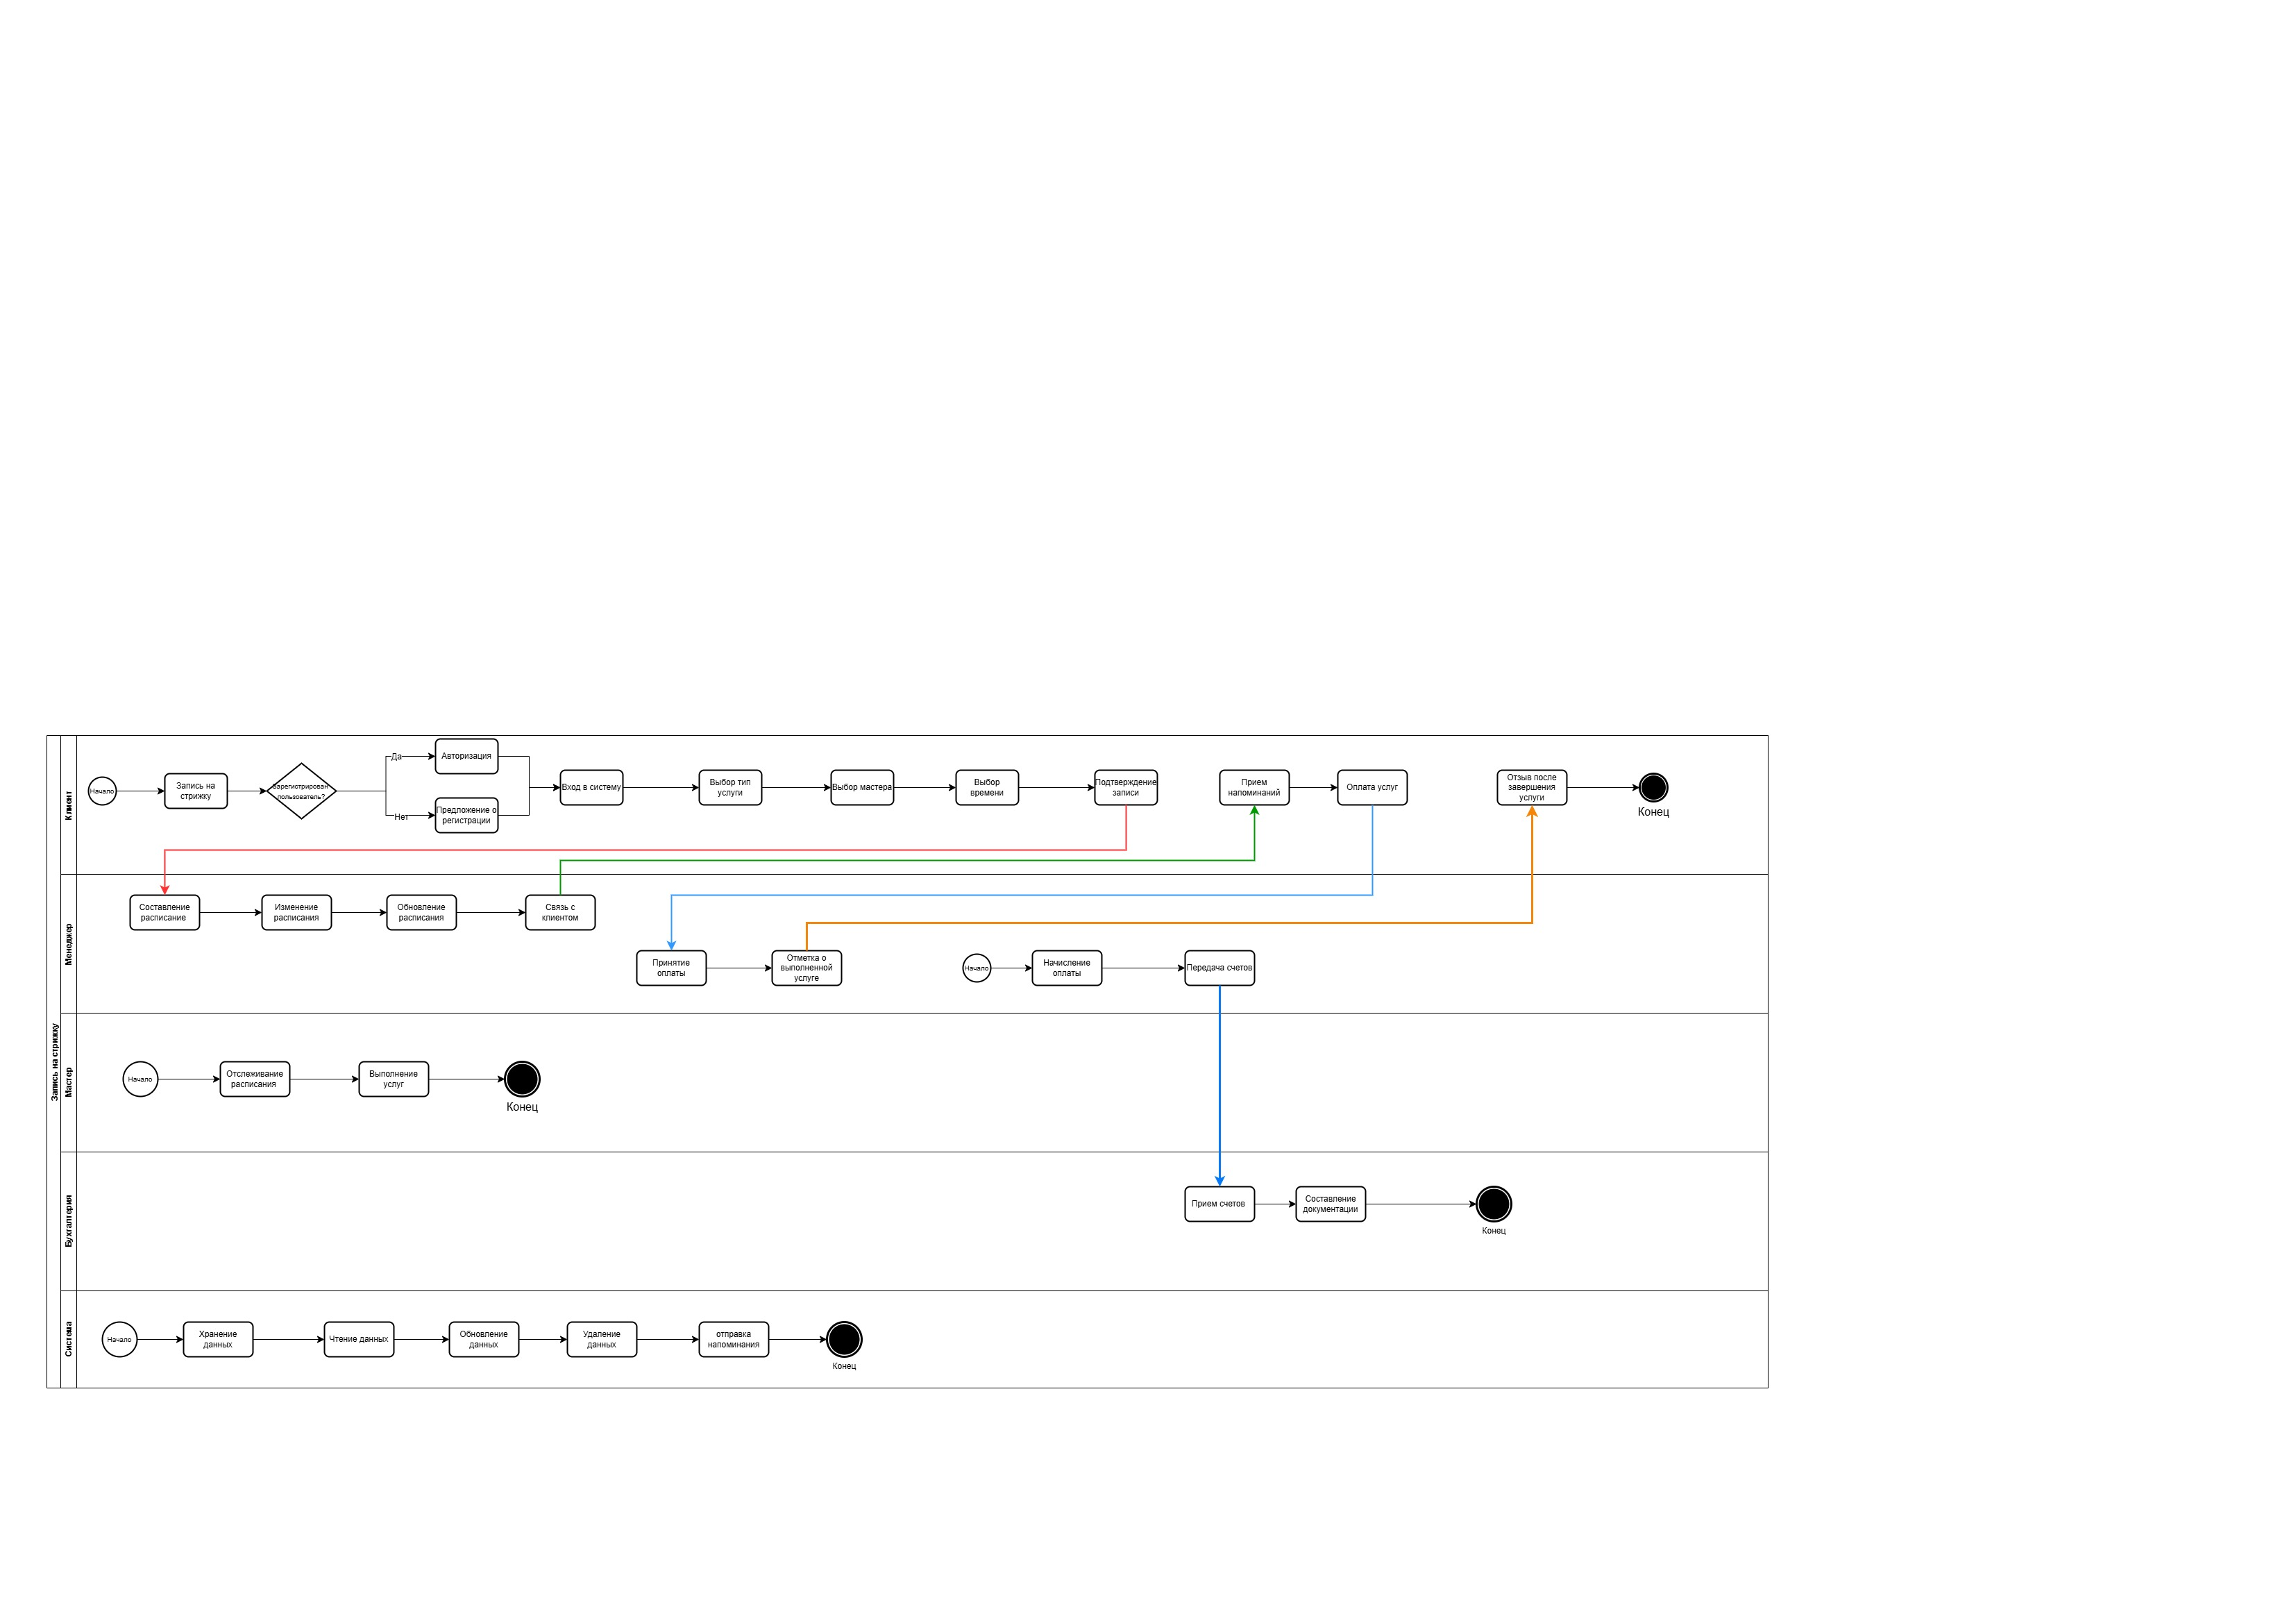 Запись на стрижку
Клиент
Начало
Запись на
стрижку
Зарегистрирован
пользователь?
Да
Нет
Авторизация
Предложение о
регистрации
Вход в систему
Выбор тип
услуги
Выбор мастера
Выбор
времени
Подтверждение
записи
Прием
напоминаний
Оплата услуг
Отзыв после
завершения
услуги
Конец
Менеджер
Составление
расписание
Изменение
расписания
Обновление
расписания
Связь с
клиентом
Принятие
оплаты
Отметка о
выполненной
услуге
Начало
Начисление
оплаты
Передача счетов
Мастер
Начало
Отслеживание
расписания
Выполнение
услуг
Конец
Бухгалтерия
Прием счетов
Составление
документации
Конец
Система
Начало
Хранение
данных
Чтение данных
Обновление
данных
Удаление
данных
отправка
напоминания
Конец